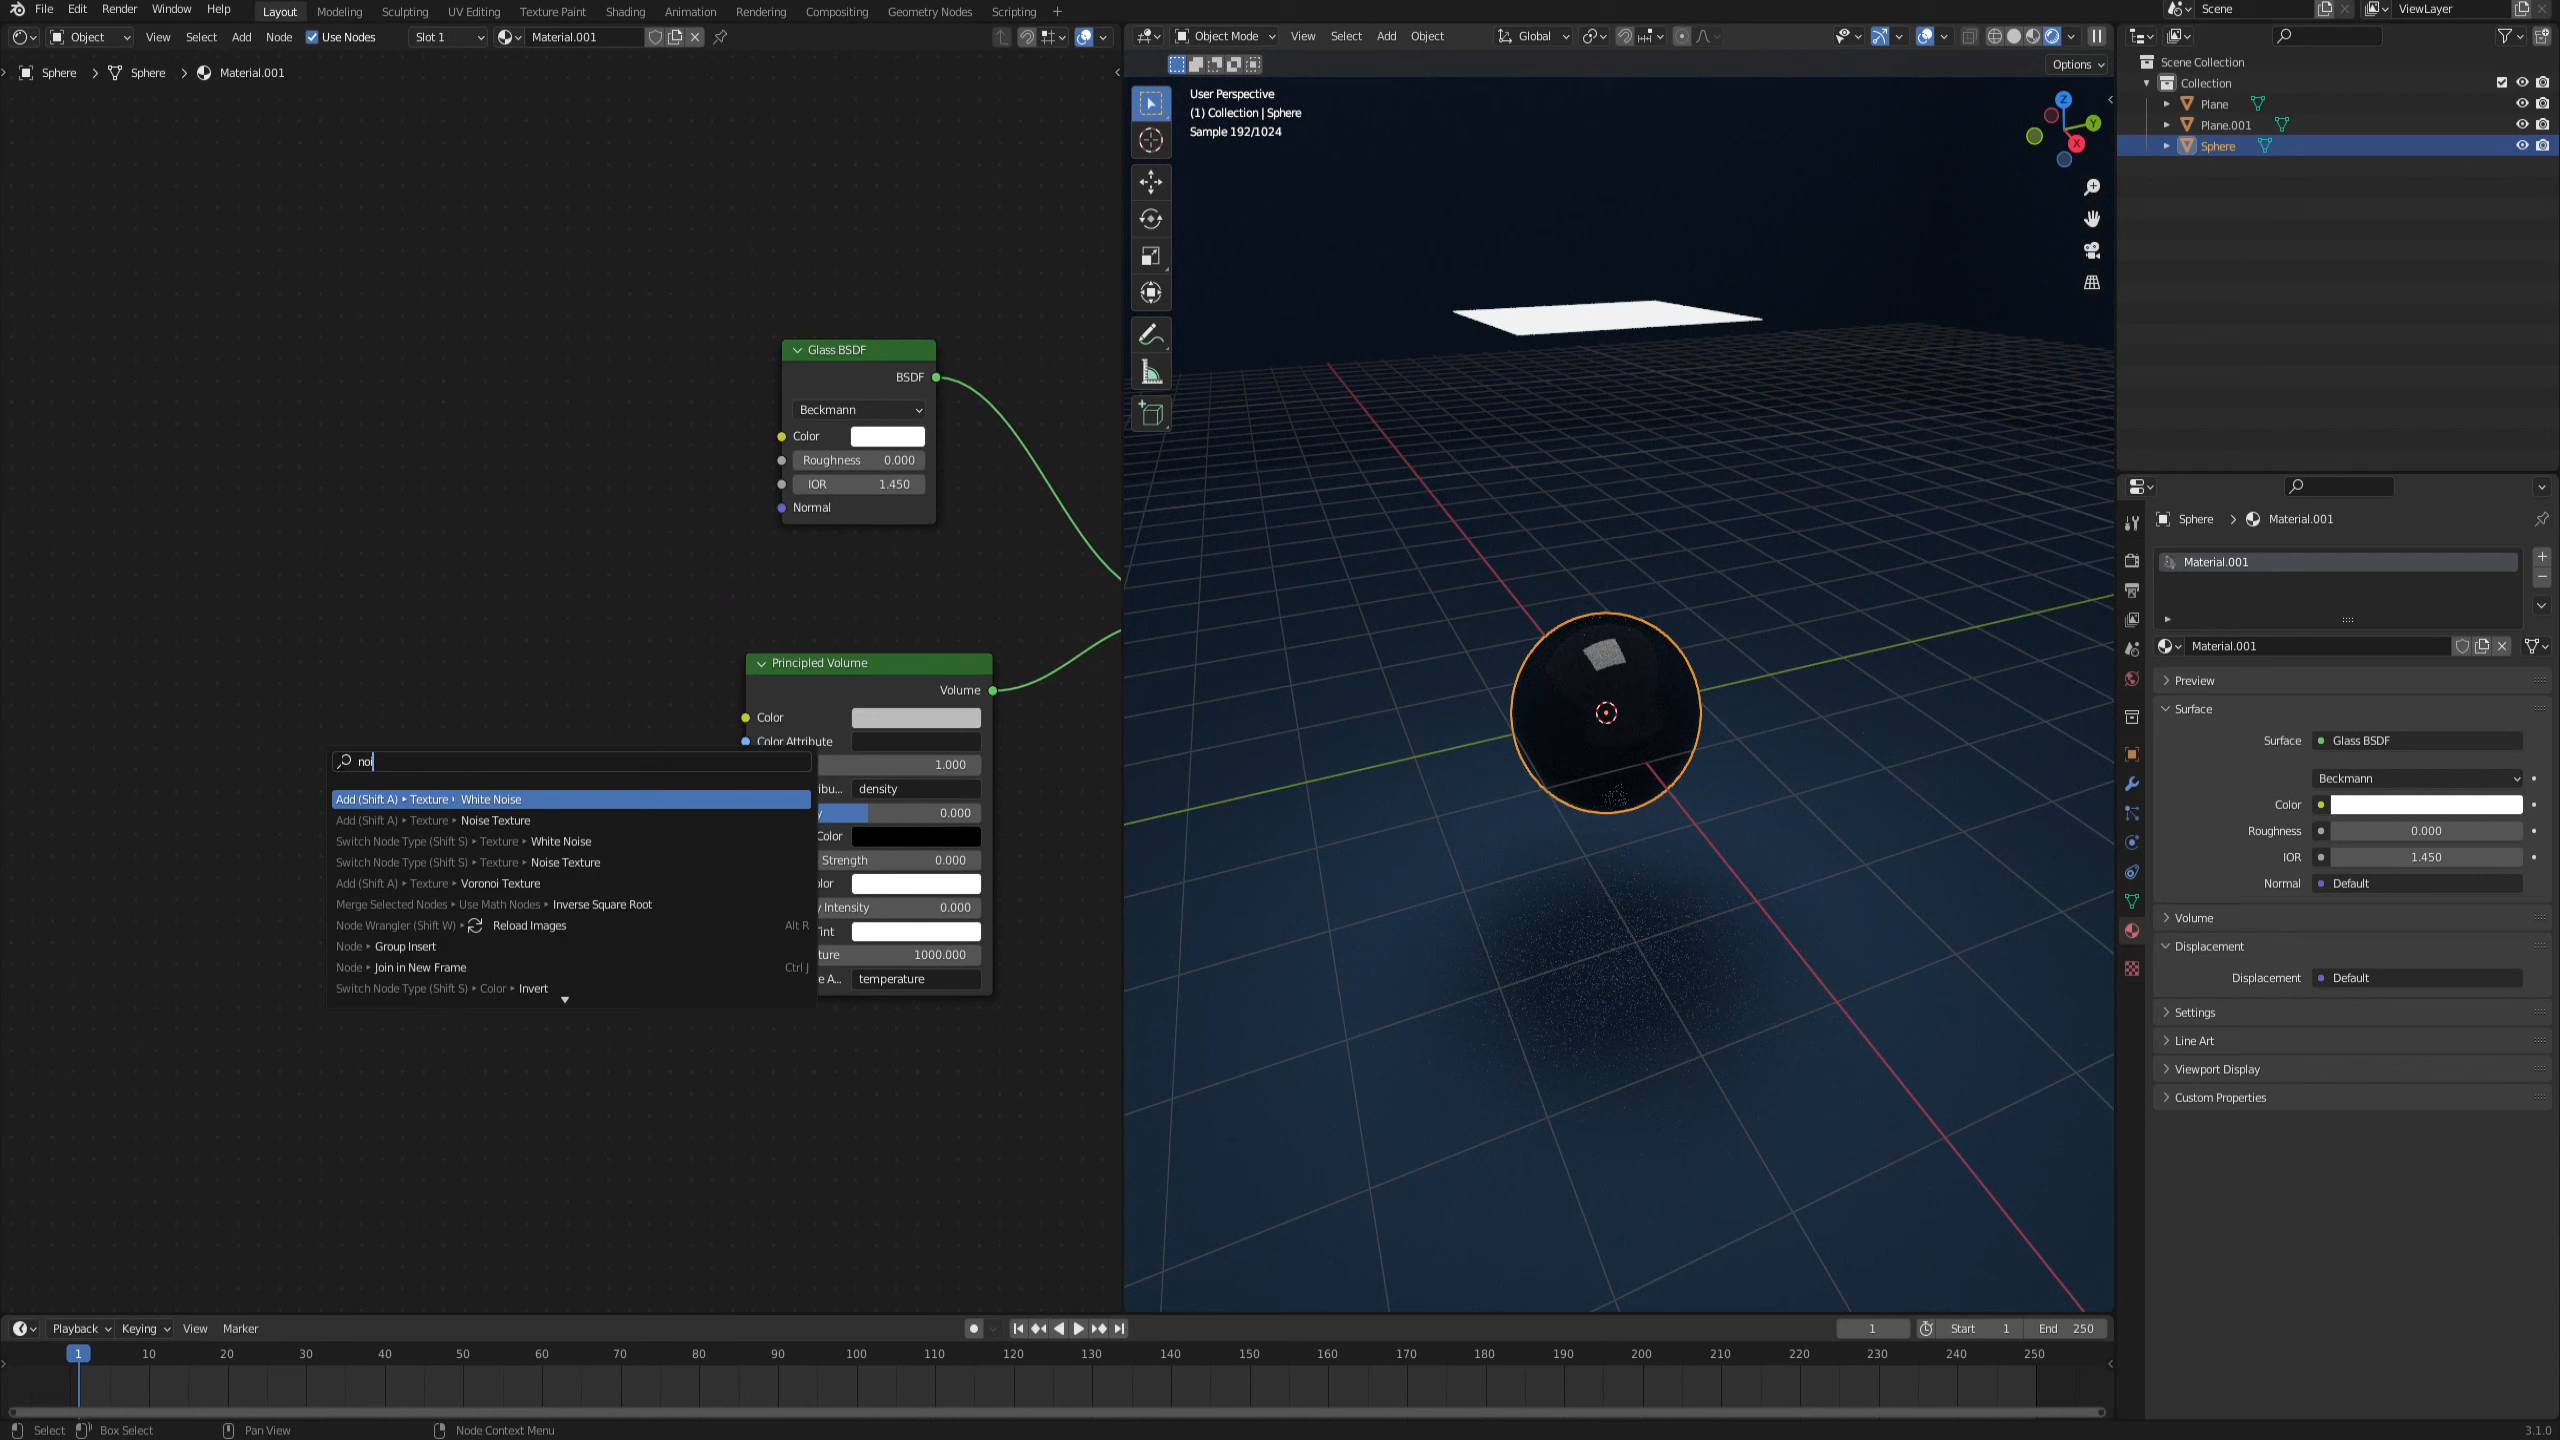 File Edit Render Window Help Layout Modeling Sculpting UV Editing Texture Paint Shading Animation Rendering Compositing Geometry Nodes Scripting + Scene ViewLayer
Object View Select Add Node Use Nodes Slot 1 Material.001
Sphere > Sphere > Material.001
Glass BSDF
BSDF
Beckmann
Color
Roughness 0.000
IOR 1.450
Normal
Principled Volume
Volume
Color
Color Attribute
noi
1.000
Add (Shift A) ▸ Texture ▸ White Noise
ibu... density
Add (Shift A) ▸ Texture ▸ Noise Texture
y 0.000
Switch Node Type (Shift S) ▸ Texture ▸ White Noise
Color
Switch Node Type (Shift S) ▸ Texture ▸ Noise Texture
Strength 0.000
Add (Shift A) ▸ Texture ▸ Voronoi Texture
olor
Merge Selected Nodes ▸ Use Math Nodes ▸ Inverse Square Root
y Intensity 0.000
Node Wrangler (Shift W) ▸ Reload Images Alt R
int
Node ▸ Group Insert
ture 1000.000
Node ▸ Join in New Frame Ctrl J
e A... temperature
Switch Node Type (Shift S) ▸ Color ▸ Invert
Object Mode View Select Add Object Global
Options
User Perspective
(1) Collection | Sphere
Sample 192/1024
Z
Y
X
Scene Collection
Collection
Plane
Plane.001
Sphere
Sphere > Material.001
Material.001
Material.001
Preview
Surface
Surface Glass BSDF
Beckmann
Color
Roughness 0.000
IOR 1.450
Normal Default
Volume
Displacement
Displacement Default
Settings
Line Art
Viewport Display
Custom Properties
Playback Keying View Marker 1 Start 1 End 250
1 10 20 30 40 50 60 70 80 90 100 110 120 130 140 150 160 170 180 190 200 210 220 230 240 250
Select Box Select Pan View Node Context Menu 3.1.0